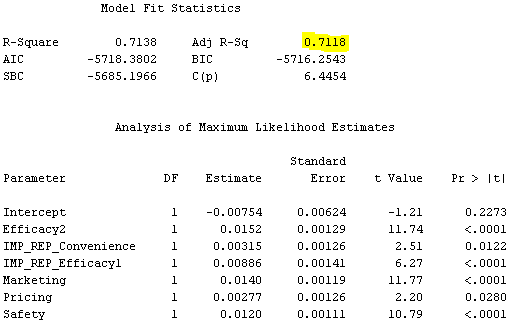 Model Fit Statistics
R-Square 0.7138 Adj R-Sq 0.7118
AIC -5718.3802 BIC -5716.2543
SBC -5685.1966 C(p) 6.4454
Analysis of Maximum Likelihood Estimates
Standard
Parameter DF Estimate Error t Value Pr > |t|
Intercept 1 -0.00754 0.00624 -1.21 0.2273
Efficacy2 1 0.0152 0.00129 11.74 <.0001
IMP_REP_Convenience 1 0.00315 0.00126 2.51 0.0122
IMP_REP_Efficacy1 1 0.00886 0.00141 6.27 <.0001
Marketing 1 0.0140 0.00119 11.77 <.0001
Pricing 1 0.00277 0.00126 2.20 0.0280
Safety 1 0.0120 0.00111 10.79 <.0001